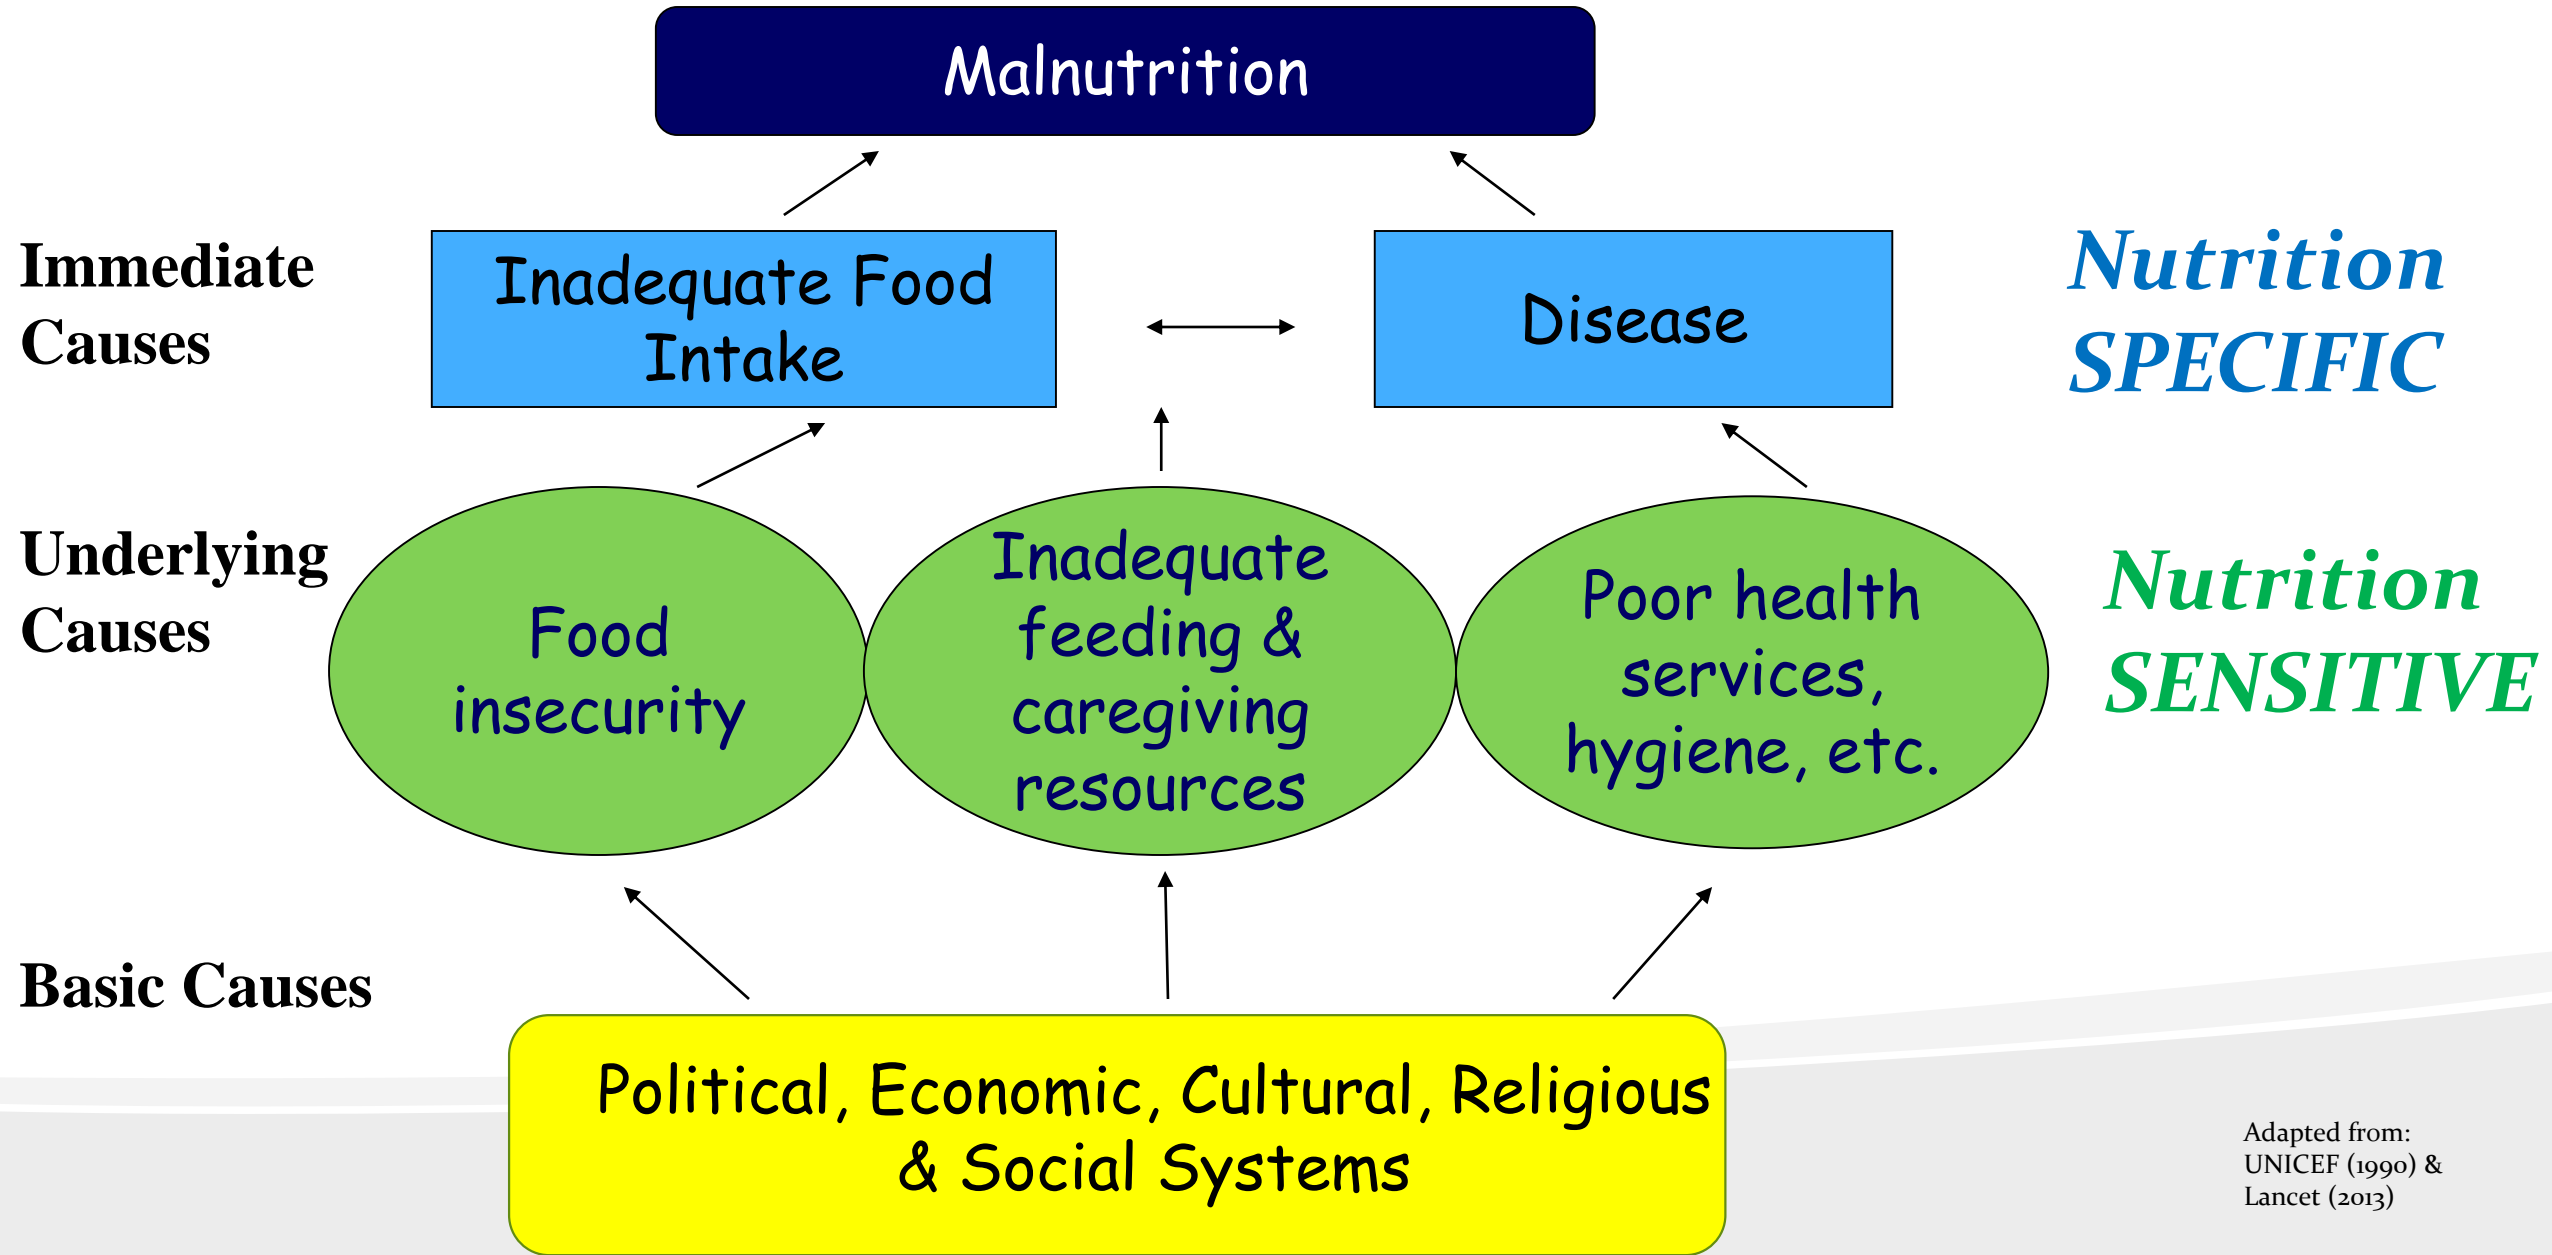 Malnutrition
Immediate
Causes
Inadequate Food
Intake
Disease
Nutrition
SPECIFIC
Underlying
Causes
Food
insecurity
Inadequate
feeding &
caregiving
resources
Poor health
services,
hygiene, etc.
Nutrition
SENSITIVE
Basic Causes
Political, Economic, Cultural, Religious
& Social Systems
Adapted from:
UNICEF (1990) &
Lancet (2013)